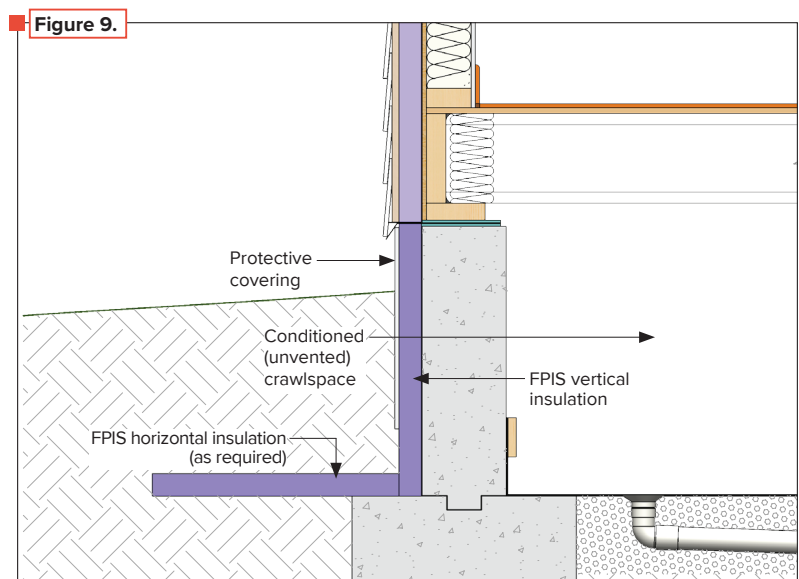 Figure 9.
Protective
covering
Conditioned
(unvented)
crawlspace
FPIS vertical
insulation
FPIS horizontal insulation
(as required)